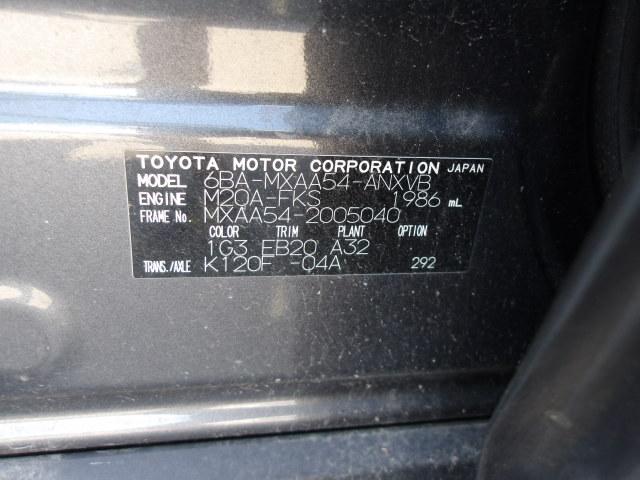 TOYOTA MOTOR CORPORATION JAPAN
MODEL 6BA-MXAA54-ANXVB
ENGINE M20A-FKS 1986 mL
FRAME No. MXAA54-2005040
COLOR TRIM PLANT OPTION
1G3 EB20 A32
TRANS./AXLE K120F -04A 292